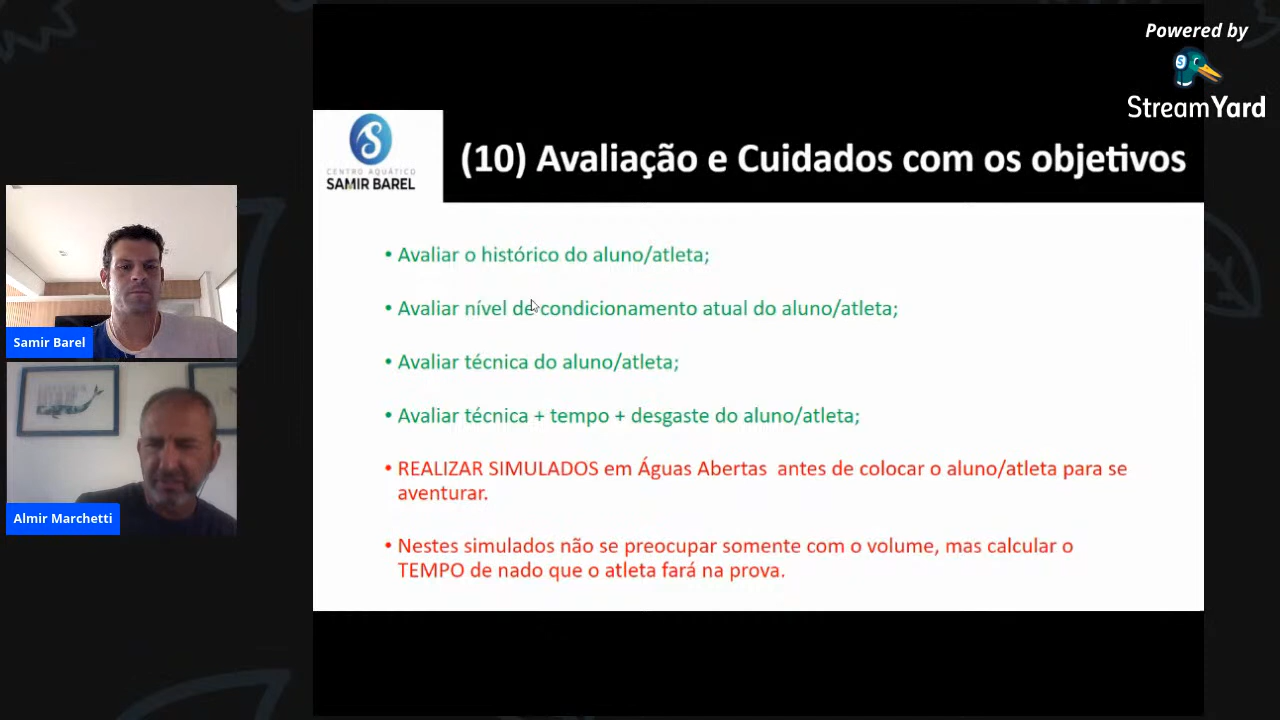 Powered by
StreamYard
CENTRO AQUÁTICO
SAMIR BAREL
(10) Avaliação e Cuidados com os objetivos
• Avaliar o histórico do aluno/atleta;
• Avaliar nível de condicionamento atual do aluno/atleta;
• Avaliar técnica do aluno/atleta;
• Avaliar técnica + tempo + desgaste do aluno/atleta;
• REALIZAR SIMULADOS em Águas Abertas antes de colocar o aluno/atleta para se
aventurar.
• Nestes simulados não se preocupar somente com o volume, mas calcular o
TEMPO de nado que o atleta fará na prova.
Samir Barel
Almir Marchetti